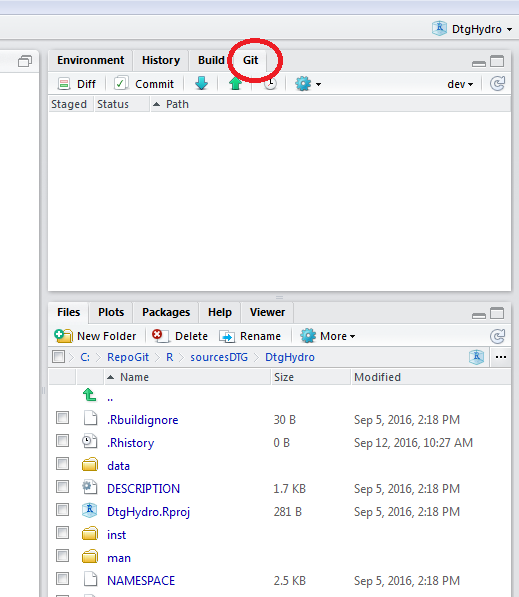 DtgHydro
Environment History Build Git
Diff Commit dev
Staged Status Path
Files Plots Packages Help Viewer
New Folder Delete Rename More
C: RepoGit R sourcesDTG DtgHydro ...
Name Size Modified
..
.Rbuildignore 30 B Sep 5, 2016, 2:18 PM
.Rhistory 0 B Sep 12, 2016, 10:27 AM
data
DESCRIPTION 1.7 KB Sep 5, 2016, 2:18 PM
DtgHydro.Rproj 281 B Sep 5, 2016, 2:18 PM
inst
man
NAMESPACE 2.5 KB Sep 5, 2016, 2:18 PM